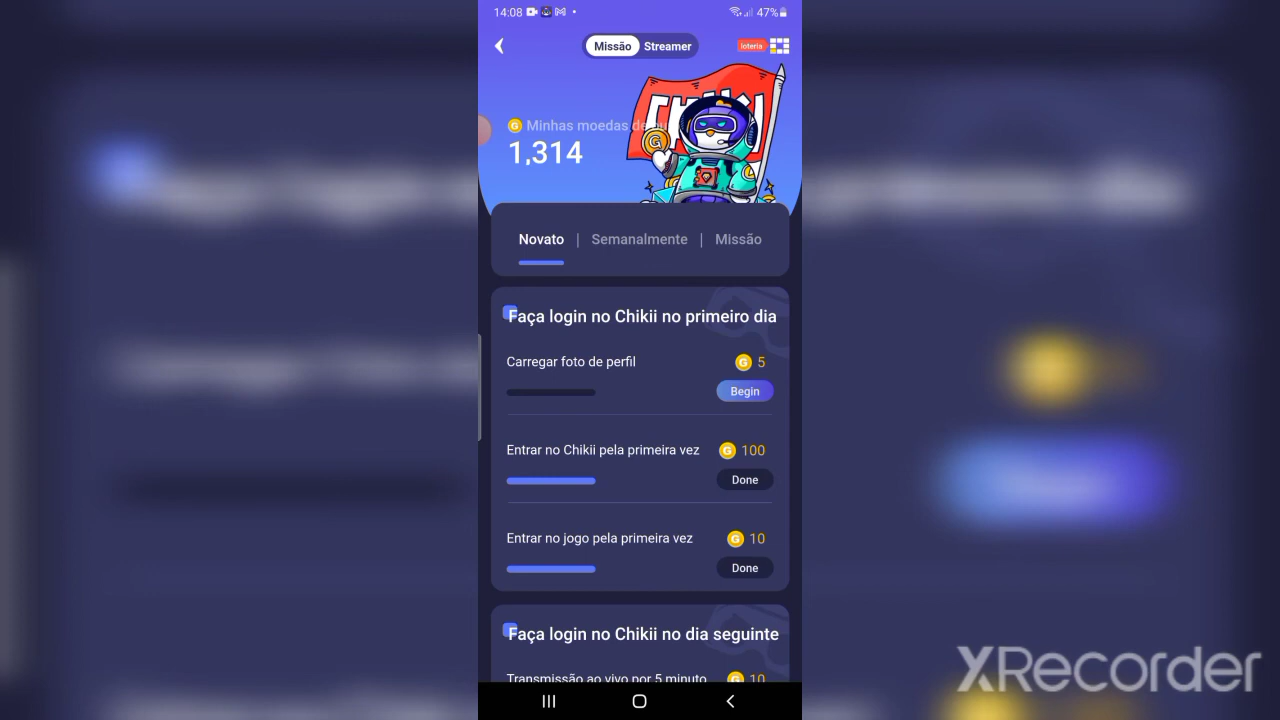 14:08
47%
Missão Streamer
loteria
CHIKII
Minhas moedas de
1,314
Novato | Semanalmente | Missão
Faça login no Chikii no primeiro dia
Carregar foto de perfil
G 5
Begin
Entrar no Chikii pela primeira vez
G 100
Done
Entrar no jogo pela primeira vez
G 10
Done
Faça login no Chikii no dia seguinte
Transmissão ao vivo por 5 minuto
G 10
XRecorder